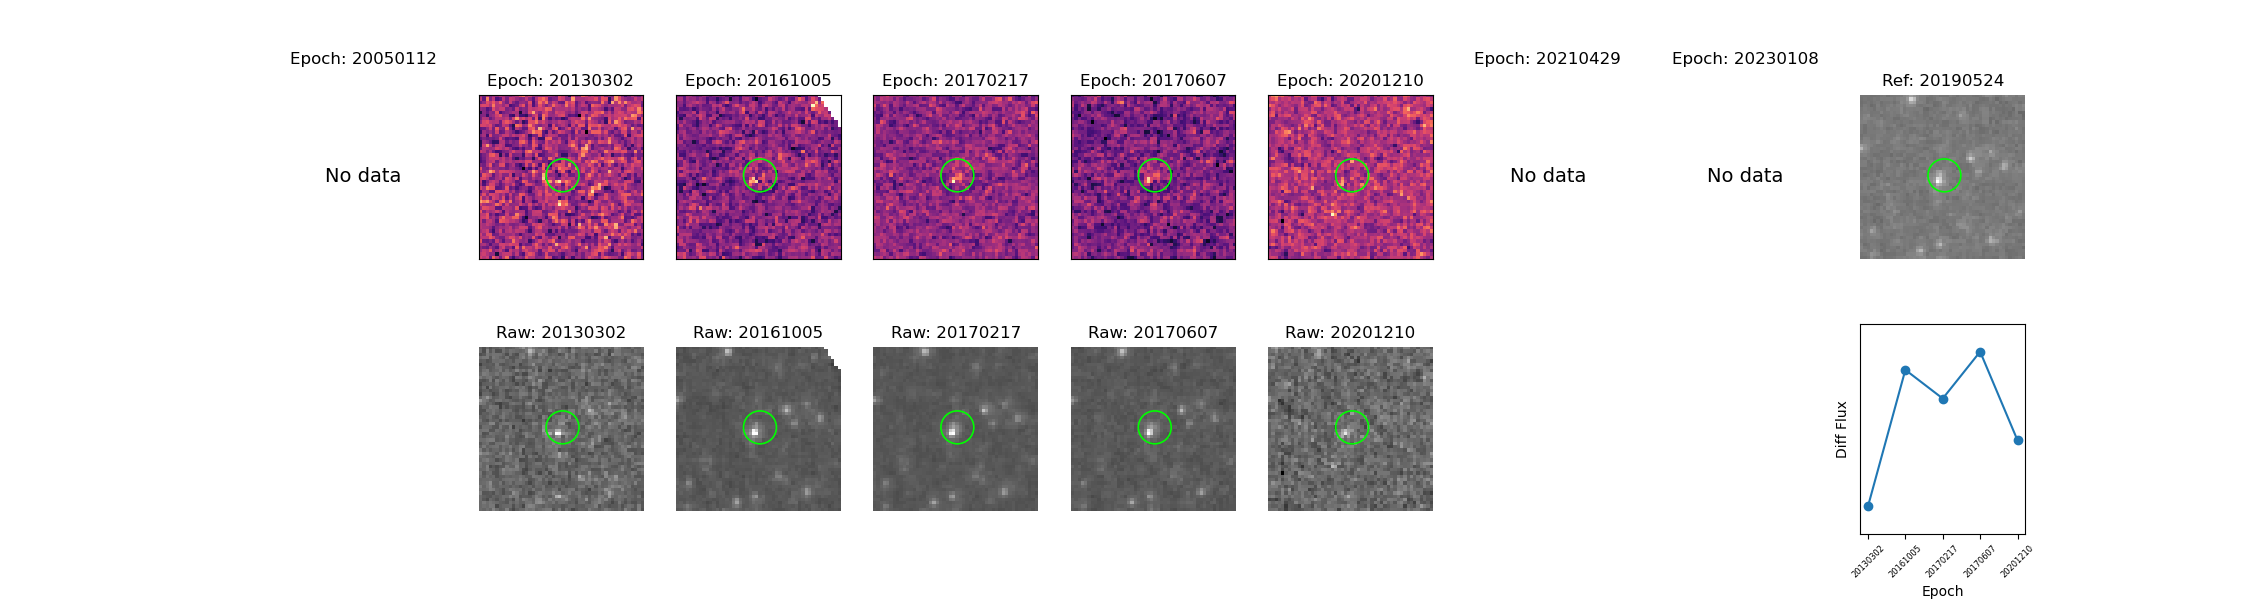 Epoch: 20050112
Epoch: 20130302
Epoch: 20161005
Epoch: 20170217
Epoch: 20170607
Epoch: 20201210
Epoch: 20210429
Epoch: 20230108
Ref: 20190524
No data
No data
No data
Raw: 20130302
Raw: 20161005
Raw: 20170217
Raw: 20170607
Raw: 20201210
Diff Flux
20130302
20161005
20170217
20170607
20201210
Epoch